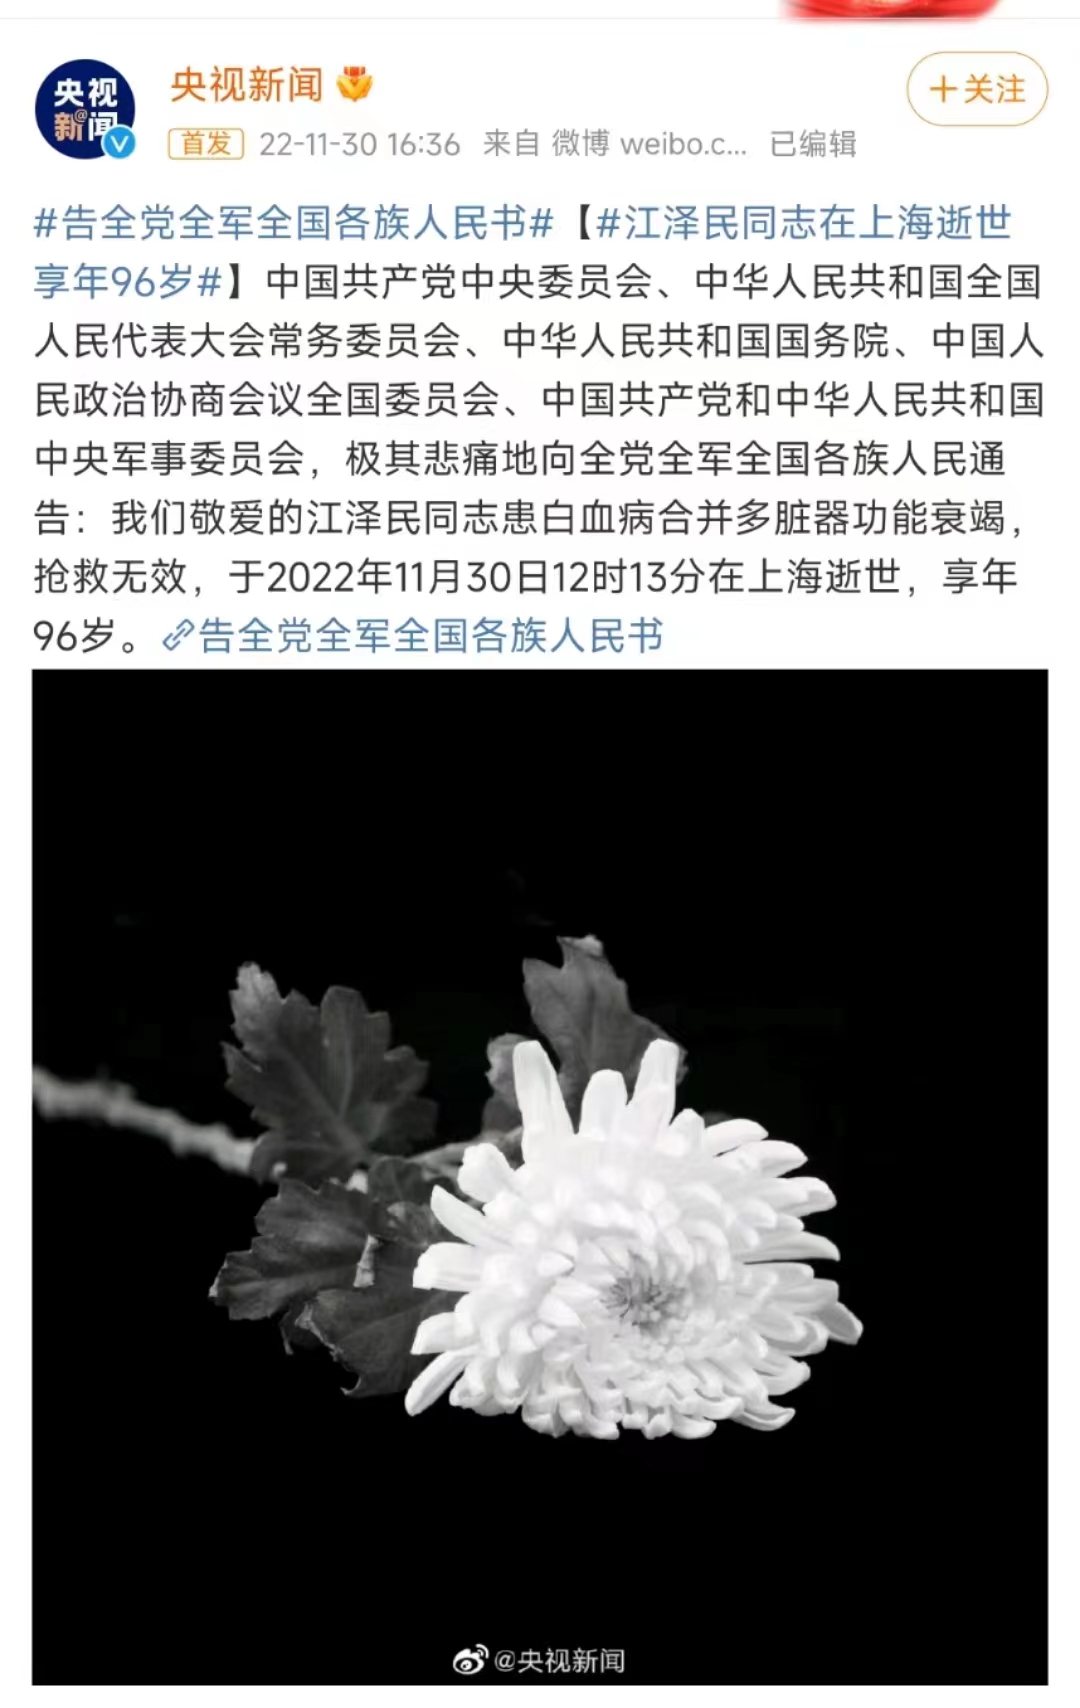 央视
新@闻
央视新闻
+关注
首发 22-11-30 16:36 来自 微博 weibo.c... 已编辑
#告全党全军全国各族人民书#【#江泽民同志在上海逝世
享年96岁#】中国共产党中央委员会、中华人民共和国全国
人民代表大会常务委员会、中华人民共和国国务院、中国人
民政治协商会议全国委员会、中国共产党和中华人民共和国
中央军事委员会，极其悲痛地向全党全军全国各族人民通
告：我们敬爱的江泽民同志患白血病合并多脏器功能衰竭，
抢救无效，于2022年11月30日12时13分在上海逝世，享年
96岁。告全党全军全国各族人民书
@央视新闻